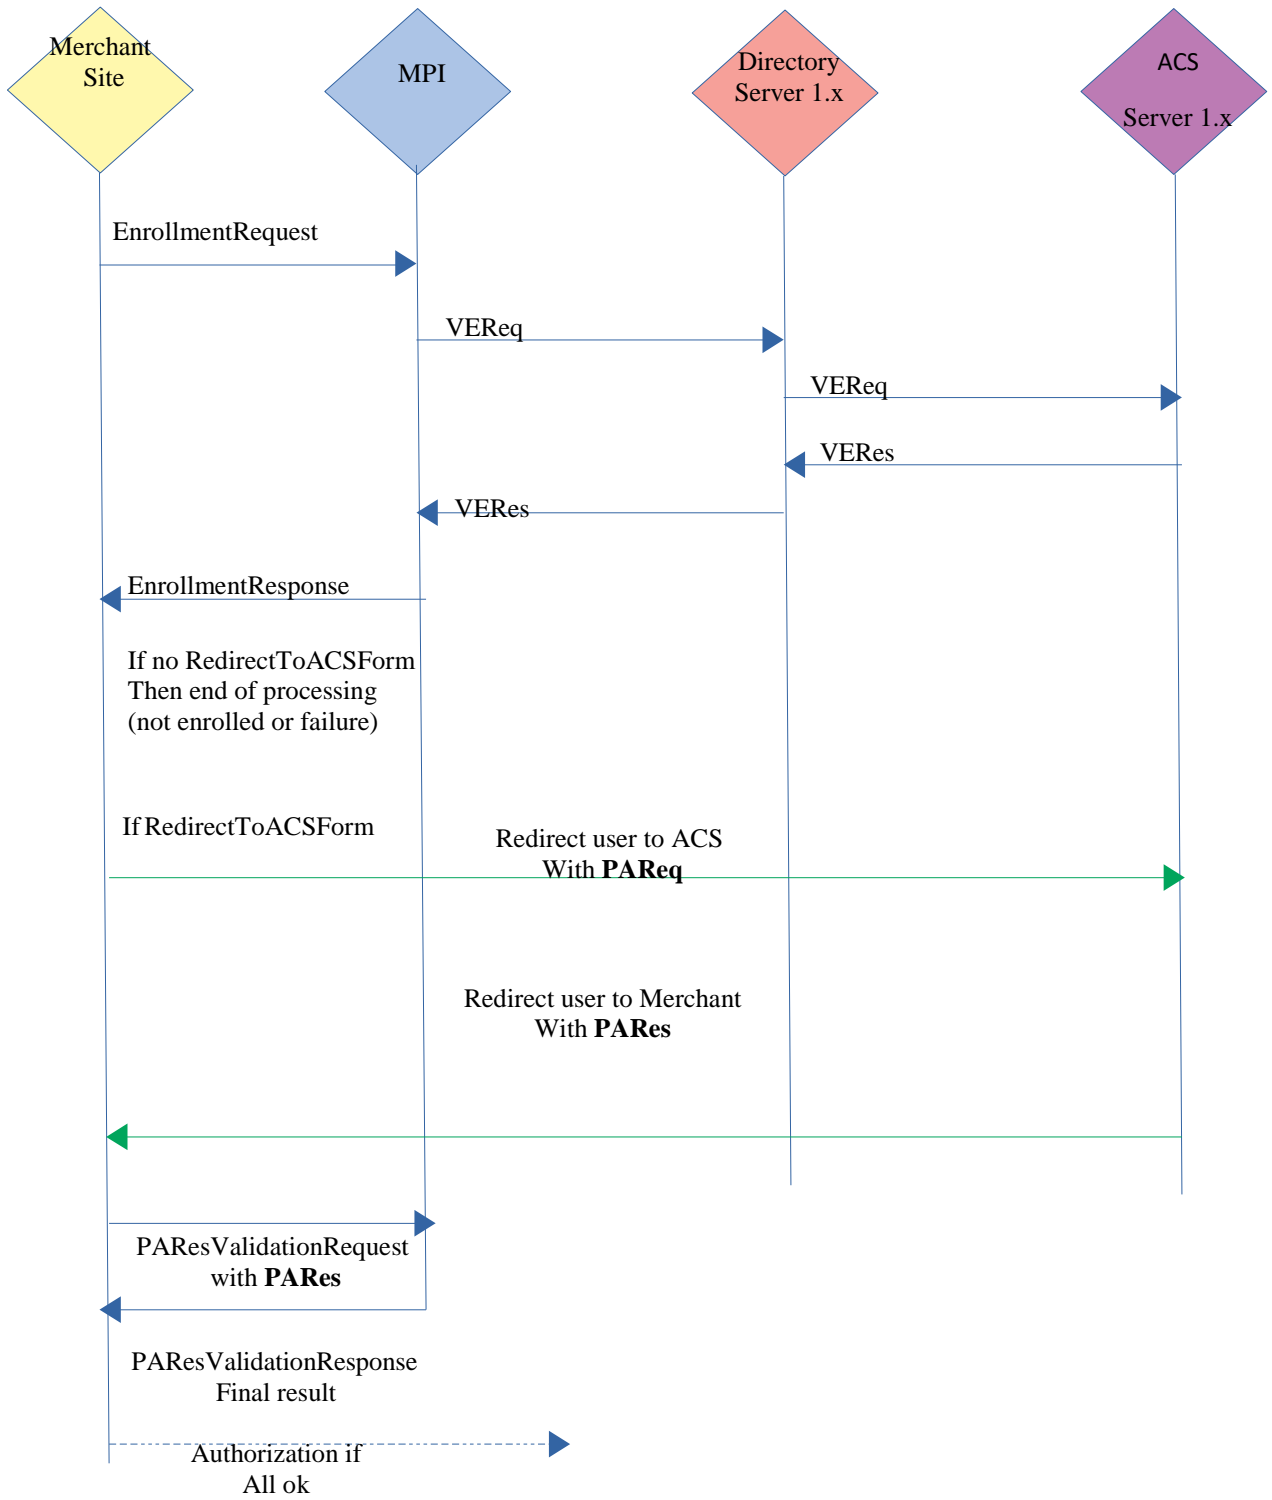 Merchant
Site
MPI
Directory
Server 1.x
ACS
Server 1.x
EnrollmentRequest
VEReq
VEReq
VERes
VERes
EnrollmentResponse
If no RedirectToACSForm
Then end of processing
(not enrolled or failure)
If RedirectToACSForm
Redirect user to ACS
With PAReq
Redirect user to Merchant
With PARes
PAResValidationRequest
with PARes
PAResValidationResponse
Final result
Authorization if
All ok